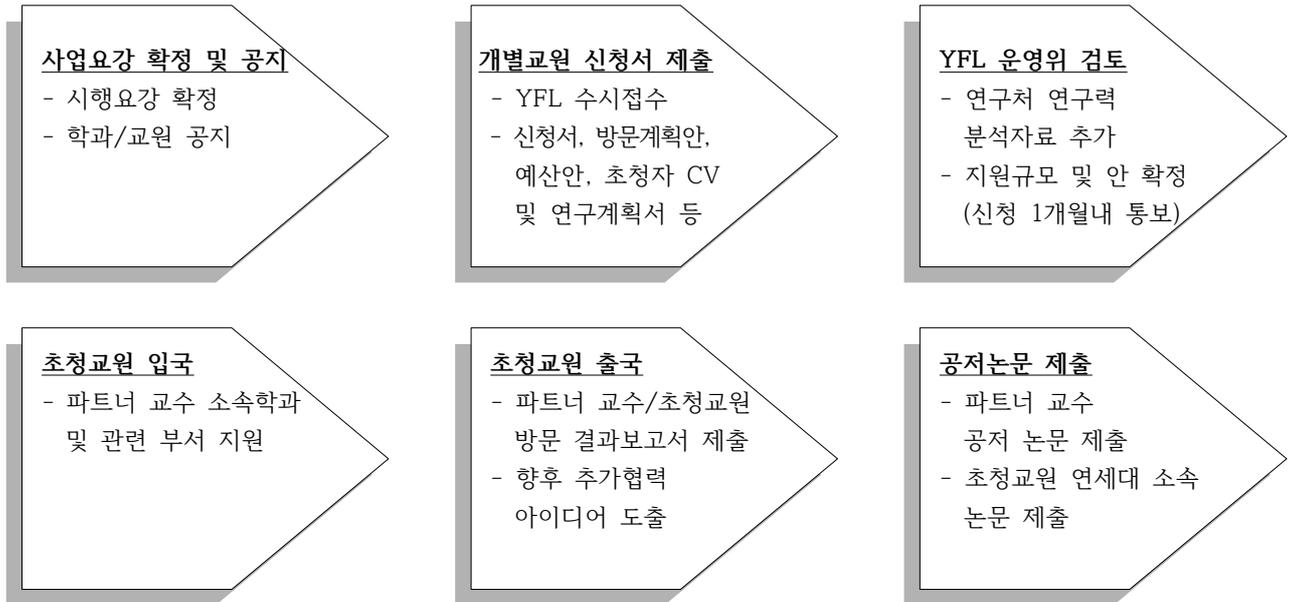 사업요강 확정 및 공지
- 시행요강 확정
- 학과/교원 공지
개별교원 신청서 제출
- YFL 수시접수
- 신청서, 방문계획안,
예산안, 초청자 CV
및 연구계획서 등
YFL 운영위 검토
- 연구처 연구력
분석자료 추가
- 지원규모 및 안 확정
(신청 1개월내 통보)
초청교원 입국
- 파트너 교수 소속학과
및 관련 부서 지원
초청교원 출국
- 파트너 교수/초청교원
방문 결과보고서 제출
- 향후 추가협력
아이디어 도출
공저논문 제출
- 파트너 교수
공저 논문 제출
- 초청교원 연세대 소속
논문 제출